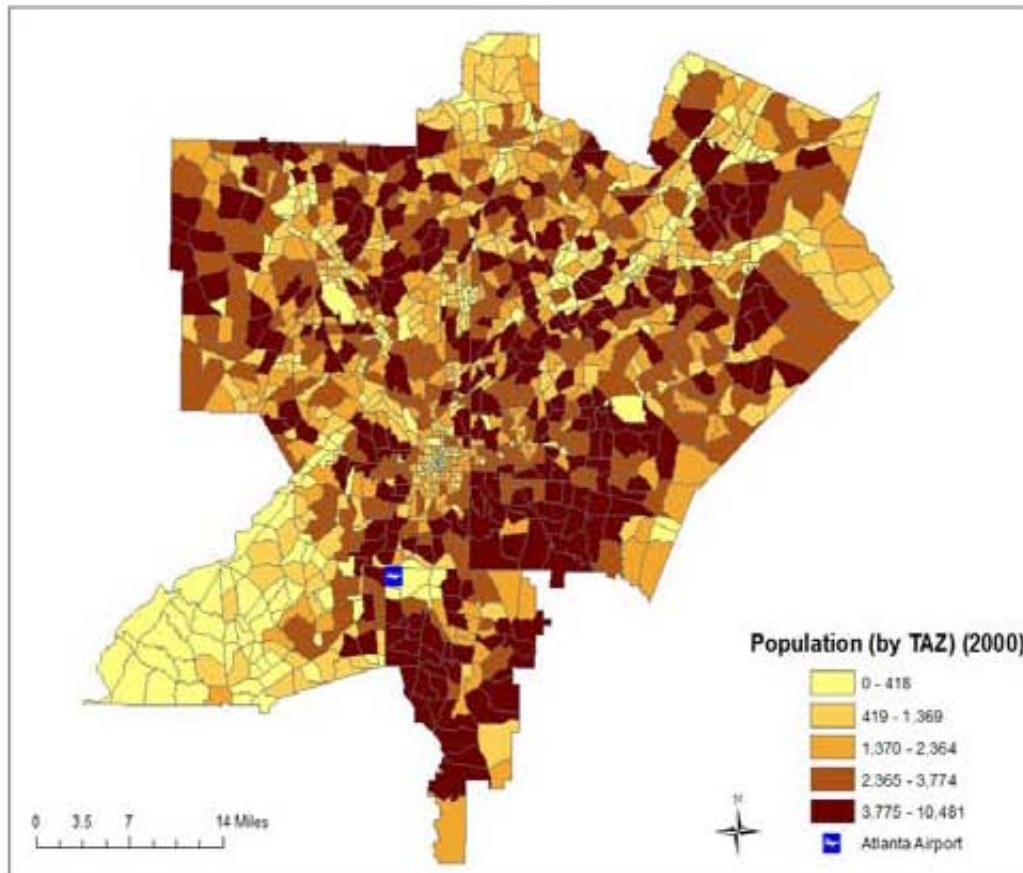 Population (by TAZ) (2000)
0 - 418
419 - 1,369
1,370 - 2,364
2,365 - 3,774
3,775 - 10,481
Atlanta Airport
N
0 3.5 7 14 Miles